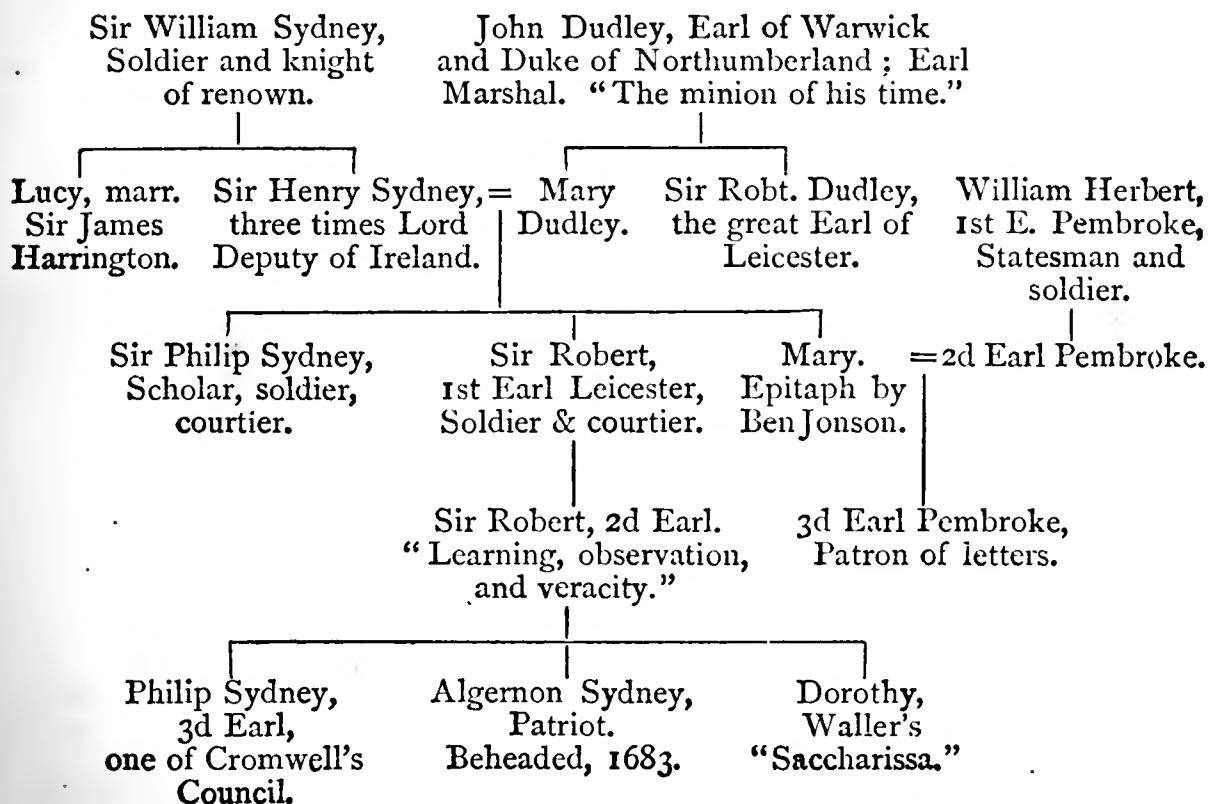 Sir William Sydney,
Soldier and knight
of renown.
John Dudley, Earl of Warwick
and Duke of Northumberland ; Earl
Marshal. “The minion of his time.”
Lucy, marr.
Sir James
Harrington.
Sir Henry Sydney,
three times Lord
Deputy of Ireland.
=
Mary
Dudley.
Sir Robt. Dudley,
the great Earl of
Leicester.
William Herbert,
1st E. Pembroke,
Statesman and
soldier.
Sir Philip Sydney,
Scholar, soldier,
courtier.
Sir Robert,
1st Earl Leicester,
Soldier & courtier.
Mary.
Epitaph by
Ben Jonson.
=2d Earl Pembroke.
Sir Robert, 2d Earl.
“Learning, observation,
and veracity.”
3d Earl Pembroke,
Patron of letters.
Philip Sydney,
3d Earl,
one of Cromwell's
Council.
Algernon Sydney,
Patriot.
Beheaded, 1683.
Dorothy,
Waller's
“Saccharissa.”